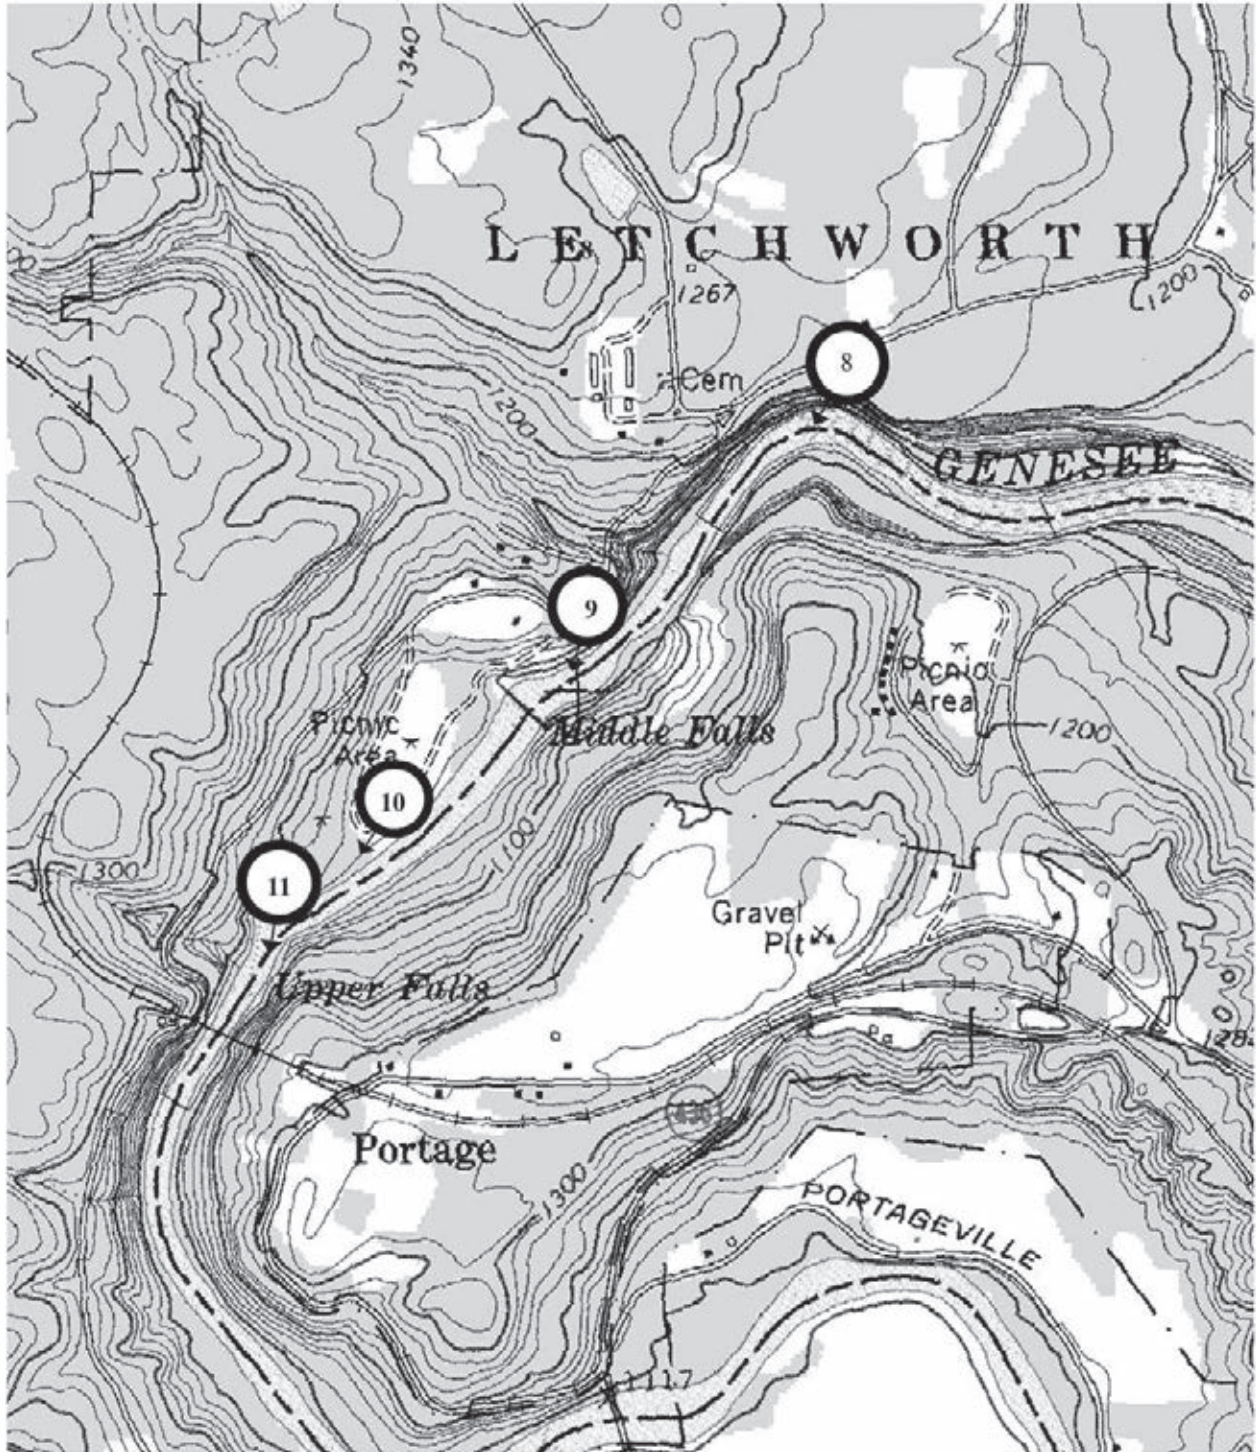 1340
LETCHWORTH
1267
1200
8
Cem
1200
GENESEE
9
Picnic
Area
Picnic
Area
Middle Falls
1200
10
1100
1300
11
Gravel
Pit
Upper Falls
436
Portage
1300
PORTAGEVILLE
1117